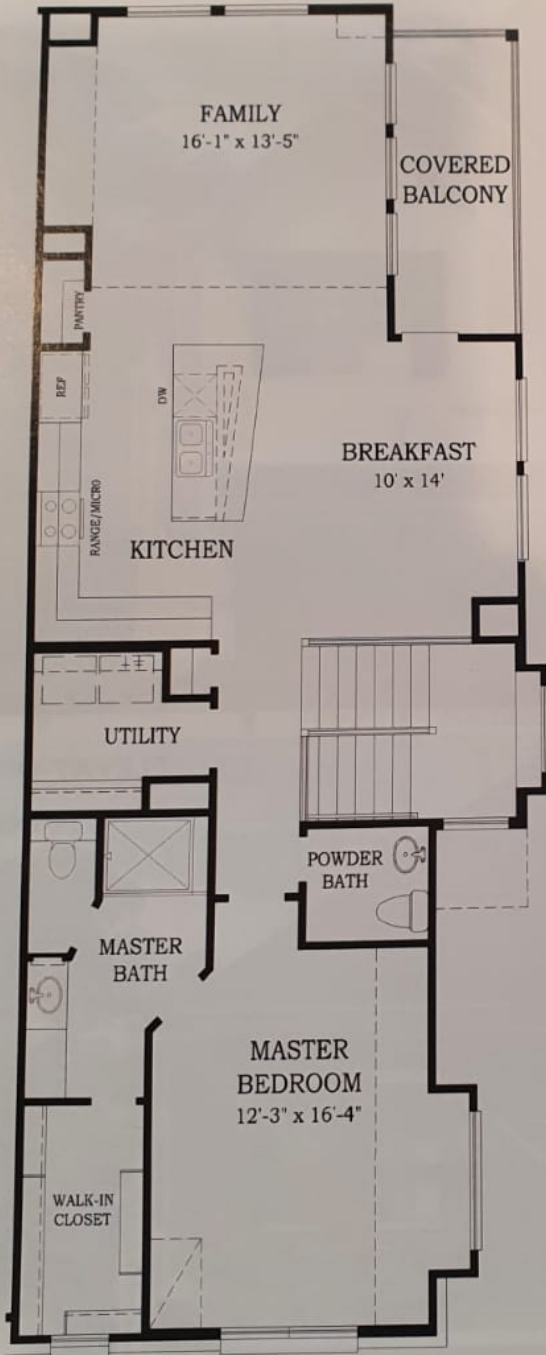 FAMILY
16'-1" x 13'-5"
COVERED
BALCONY
PANTRY
REF
DW
BREAKFAST
10' x 14'
RANGE/MICRO
KITCHEN
UTILITY
POWDER
BATH
MASTER
BATH
MASTER
BEDROOM
12'-3" x 16'-4"
WALK-IN
CLOSET